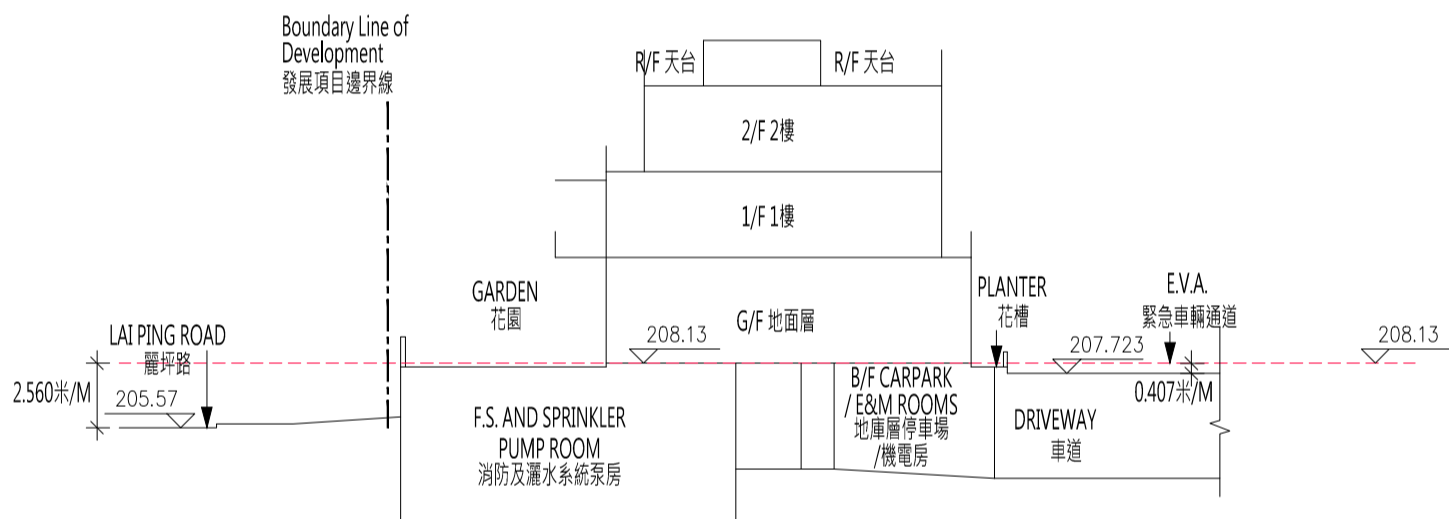 Boundary Line of
Development
發展項目邊界線
R/F 天台
R/F 天台
2/F 2樓
1/F 1樓
GARDEN
花園
G/F 地面層
PLANTER
花槽
E.V.A.
緊急車輛通道
LAI PING ROAD
麗坪路
208.13
207.723
208.13
2.560米/M
205.57
0.407米/M
F.S. AND SPRINKLER
PUMP ROOM
消防及灑水系統泵房
B/F CARPARK
/ E&M ROOMS
地庫層停車場
/機電房
DRIVEWAY
車道